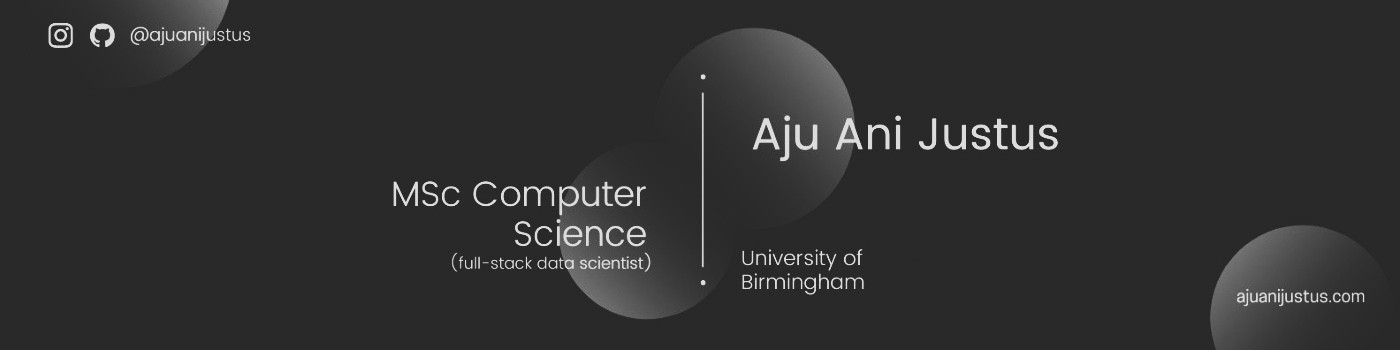 @ajuanijustus
Aju Ani Justus
MSc Computer
Science
(full-stack data scientist)
University of
Birmingham
ajuanijustus.com